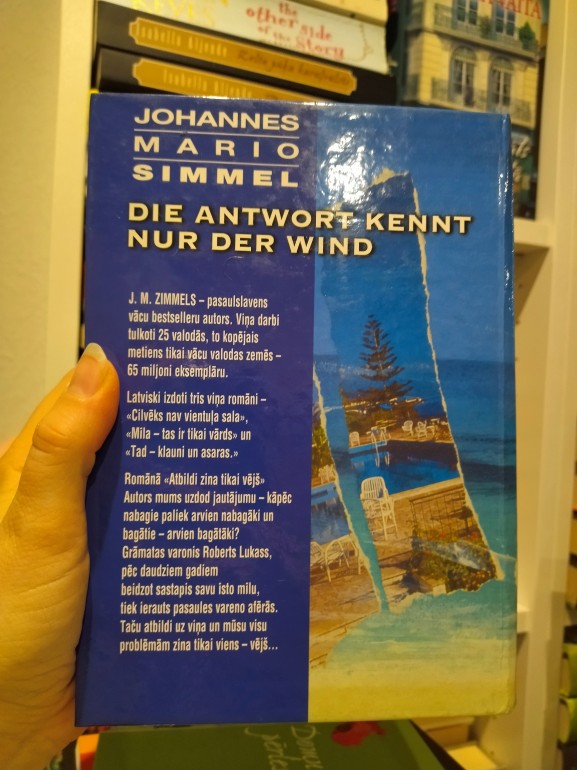 the
other side
of the
story
Isabella Allende
Isabella Allende
JOHANNES
MARIO
SIMMEL
DIE ANTWORT KENNT
NUR DER WIND
J. M. ZIMMELS – pasaulslavens
vācu bestselleru autors. Viņa darbi
tulkoti 25 valodās, to kopējais
metiens tikai vācu valodas zemēs –
65 miljoni eksemplāru.
Latviski izdoti trīs viņa romāni –
«Cilvēks nav vientuļa sala»,
«Mīla – tas ir tikai vārds» un
«Tad – klauni un asaras.»
Romānā «Atbildi zina tikai vējš»
Autors mums uzdod jautājumu – kāpēc
nabagie paliek arvien nabagāki un
bagātie – arvien bagātāki?
Grāmatas varonis Roberts Lukass,
pēc daudziem gadiem
beidzot sastapis savu īsto mīlu,
tiek ierauts pasaules vareno afērās.
Taču atbildi uz viņa un mūsu visu
problēmām zina tikai viens – vējš...